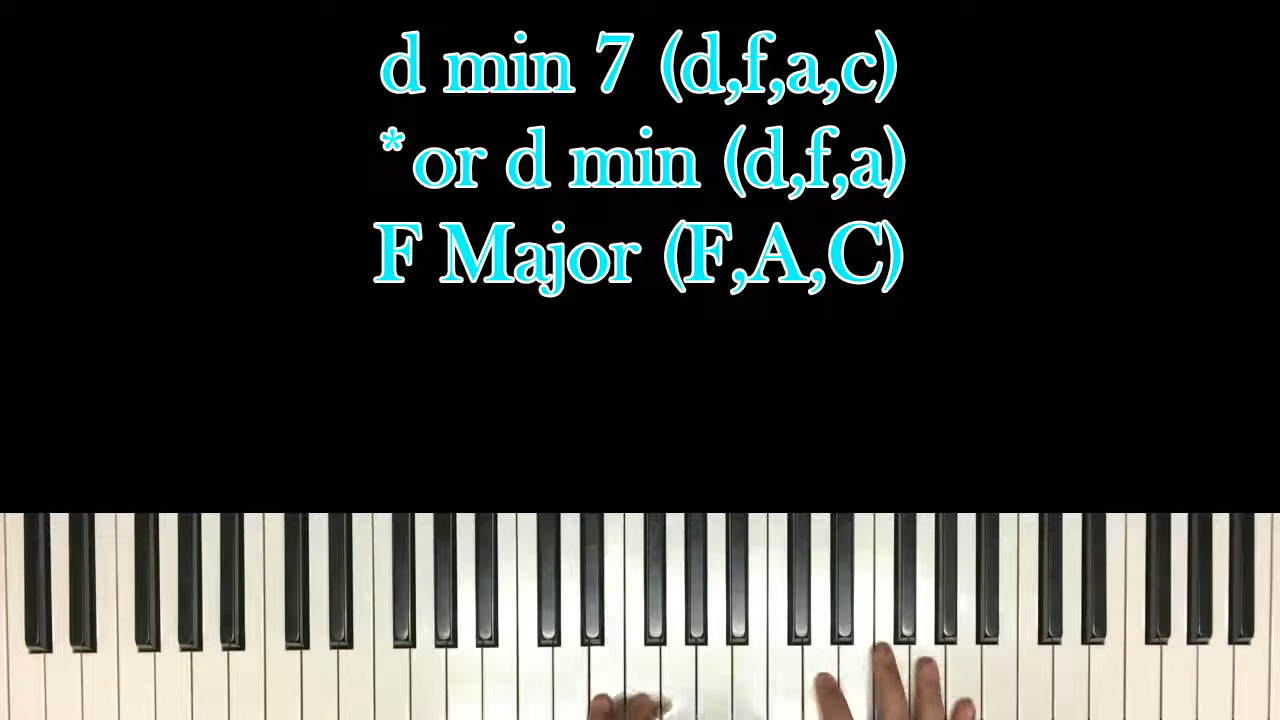 d min 7 (d,f,a,c)
*or d min (d,f,a)
F Major (F,A,C)